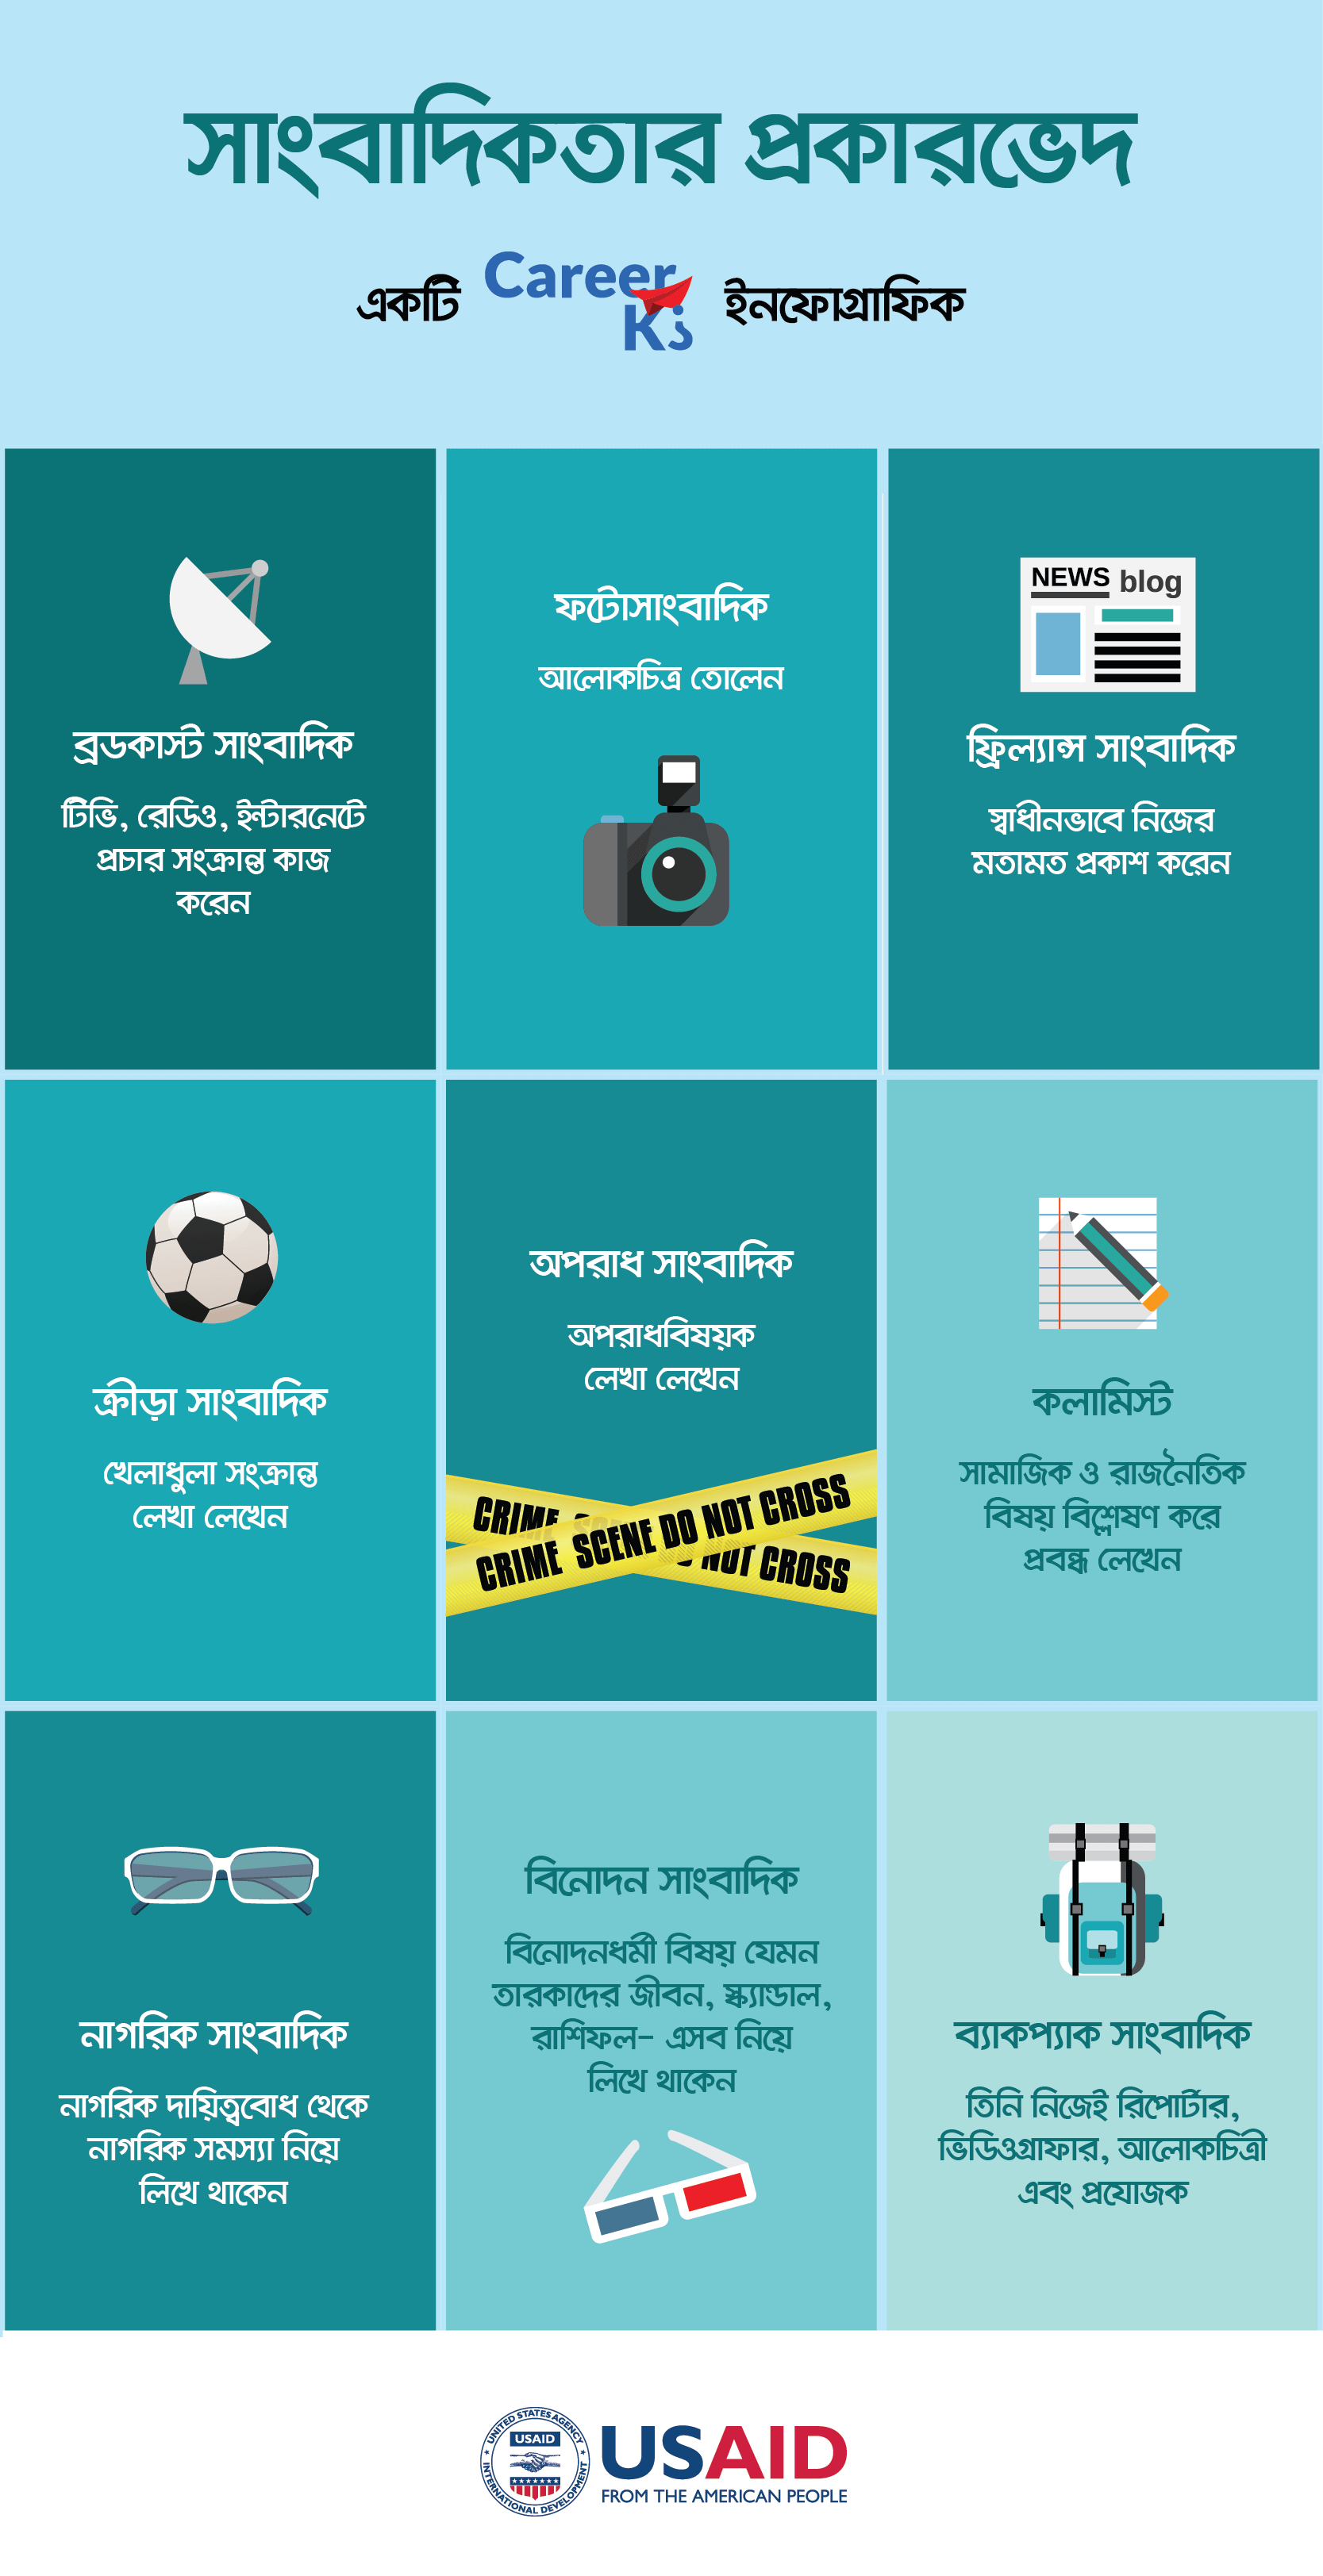 সাংবাদিকতার প্রকারভেদ
একটি Career Ki ইনফোগ্রাফিক
ব্রডকাস্ট সাংবাদিক
টিভি, রেডিও, ইন্টারনেটে
প্রচার সংক্রান্ত কাজ
করেন
ফটোসাংবাদিক
আলোকচিত্র তোলেন
NEWS blog
ফ্রিল্যান্স সাংবাদিক
স্বাধীনভাবে নিজের
মতামত প্রকাশ করেন
ক্রীড়া সাংবাদিক
খেলাধুলা সংক্রান্ত
লেখা লেখেন
অপরাধ সাংবাদিক
অপরাধবিষয়ক
লেখা লেখেন
CRIME SCENE DO NOT CROSS
CRIME NOT CROSS
কলামিস্ট
সামাজিক ও রাজনৈতিক
বিষয় বিশ্লেষণ করে
প্রবন্ধ লেখেন
নাগরিক সাংবাদিক
নাগরিক দায়িত্ববোধ থেকে
নাগরিক সমস্যা নিয়ে
লিখে থাকেন
বিনোদন সাংবাদিক
বিনোদনধর্মী বিষয় যেমন
তারকাদের জীবন, স্ক্যান্ডাল,
রাশিফল– এসব নিয়ে
লিখে থাকেন
ব্যাকপ্যাক সাংবাদিক
তিনি নিজেই রিপোর্টার,
ভিডিওগ্রাফার, আলোকচিত্রী
এবং প্রযোজক
UNITED STATES AGENCY
USAID
INTERNATIONAL DEVELOPMENT
USAID
FROM THE AMERICAN PEOPLE